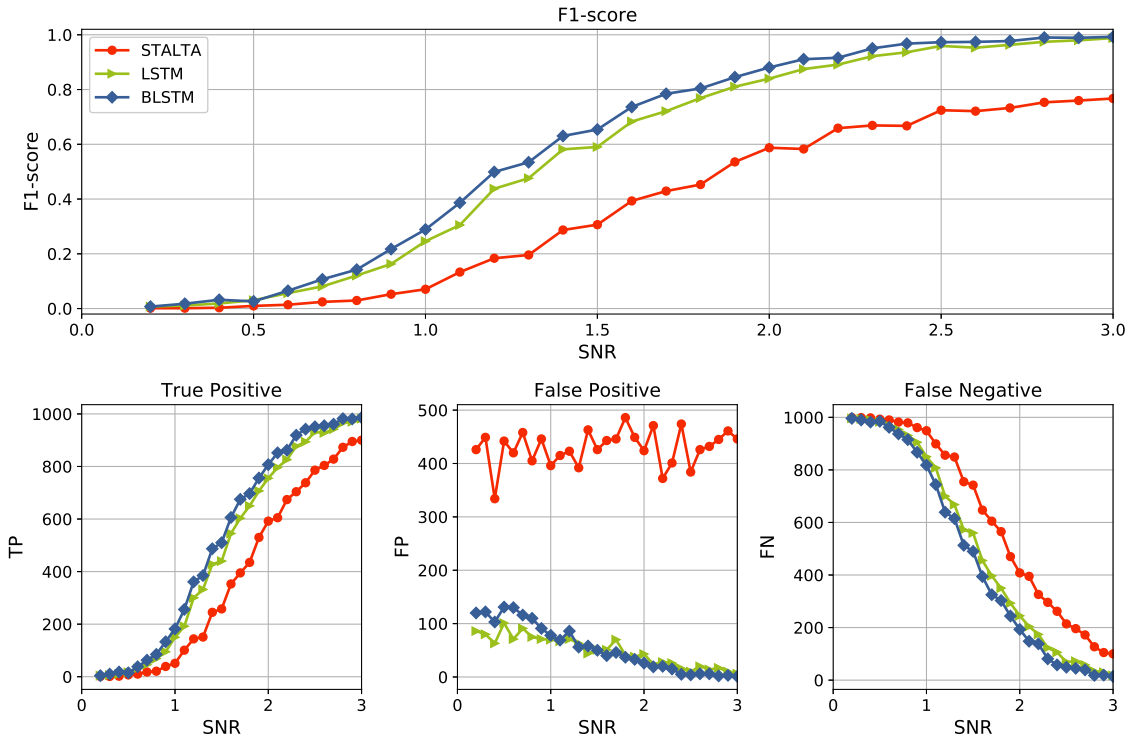 F1-score
1.0
0.8
0.6
0.4
0.2
0.0
F1-score
STALTA
LSTM
BLSTM
0.0 0.5 1.0 1.5 2.0 2.5 3.0
SNR
True Positive
1000
800
600
400
200
0
TP
0 1 2 3
SNR
False Positive
500
400
300
200
100
0
FP
0 1 2 3
SNR
False Negative
1000
800
600
400
200
0
FN
0 1 2 3
SNR